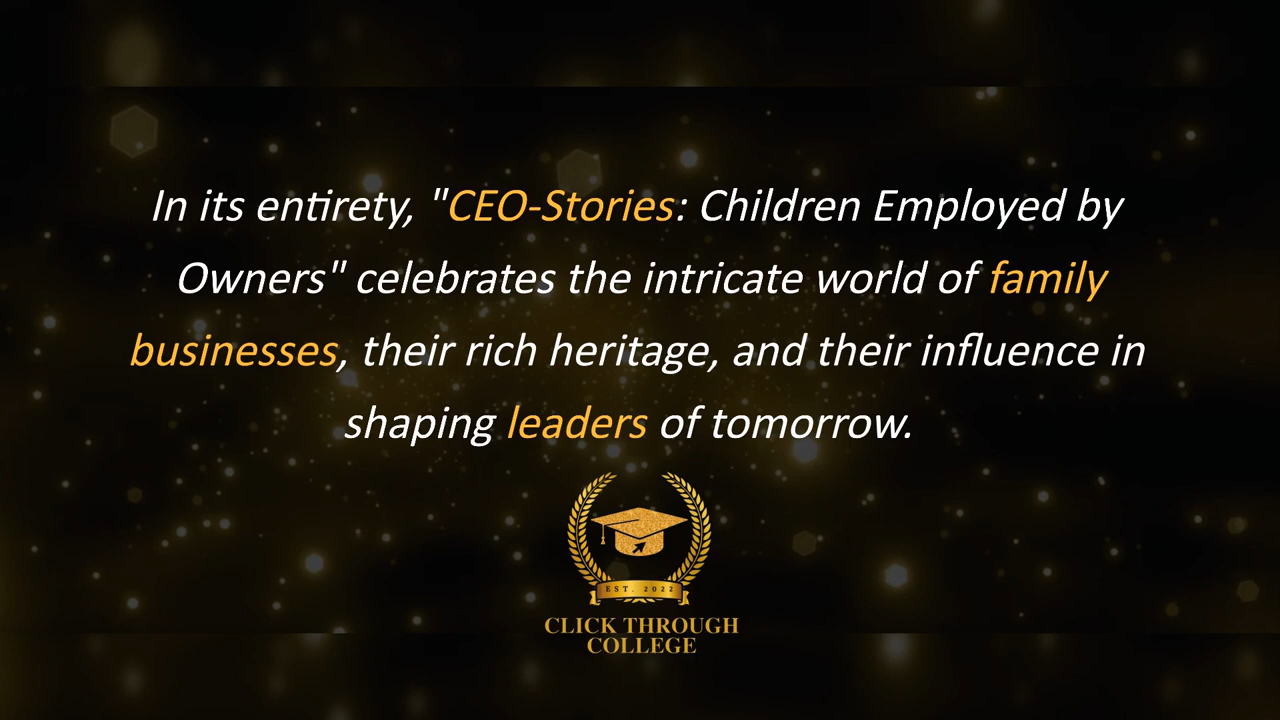 In its entirety, "CEO-Stories: Children Employed by
Owners" celebrates the intricate world of family
businesses, their rich heritage, and their influence in
shaping leaders of tomorrow.
EST. 2022
CLICK THROUGH
COLLEGE